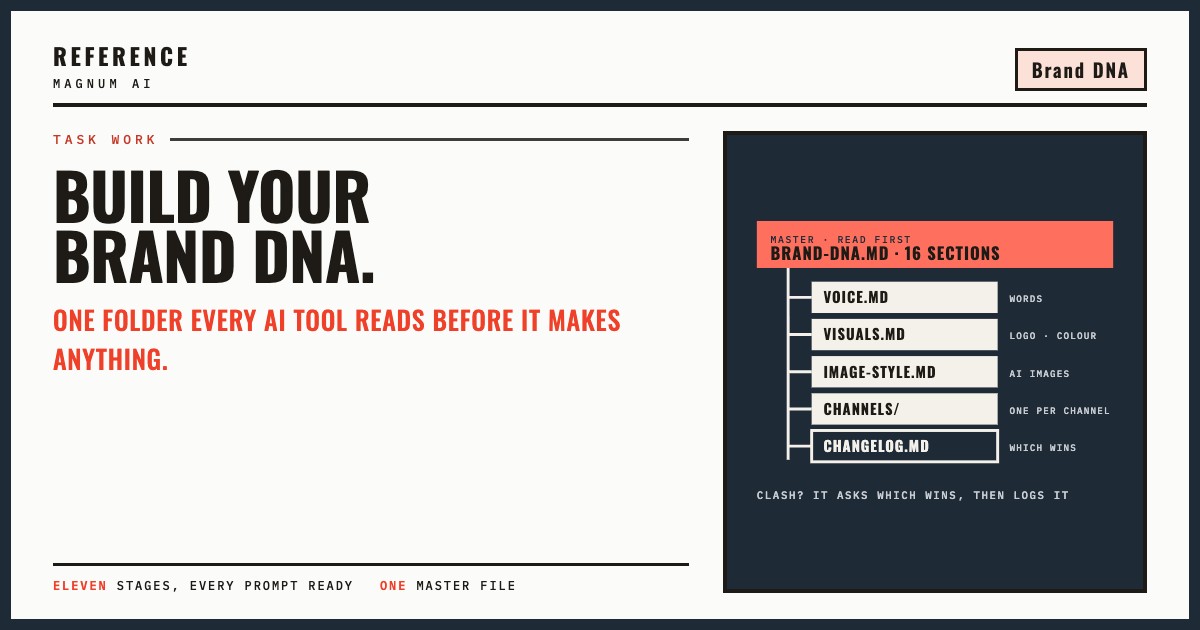 REFERENCE
MAGNUM AI
Brand DNA
TASK WORK
BUILD YOUR
BRAND DNA.
ONE FOLDER EVERY AI TOOL READS BEFORE IT MAKES
ANYTHING.
ELEVEN STAGES, EVERY PROMPT READY ONE MASTER FILE
MASTER · READ FIRST
BRAND-DNA.MD · 16 SECTIONS
VOICE.MD WORDS
VISUALS.MD LOGO · COLOUR
IMAGE-STYLE.MD AI IMAGES
CHANNELS/ ONE PER CHANNEL
CHANGELOG.MD WHICH WINS
CLASH? IT ASKS WHICH WINS, THEN LOGS IT